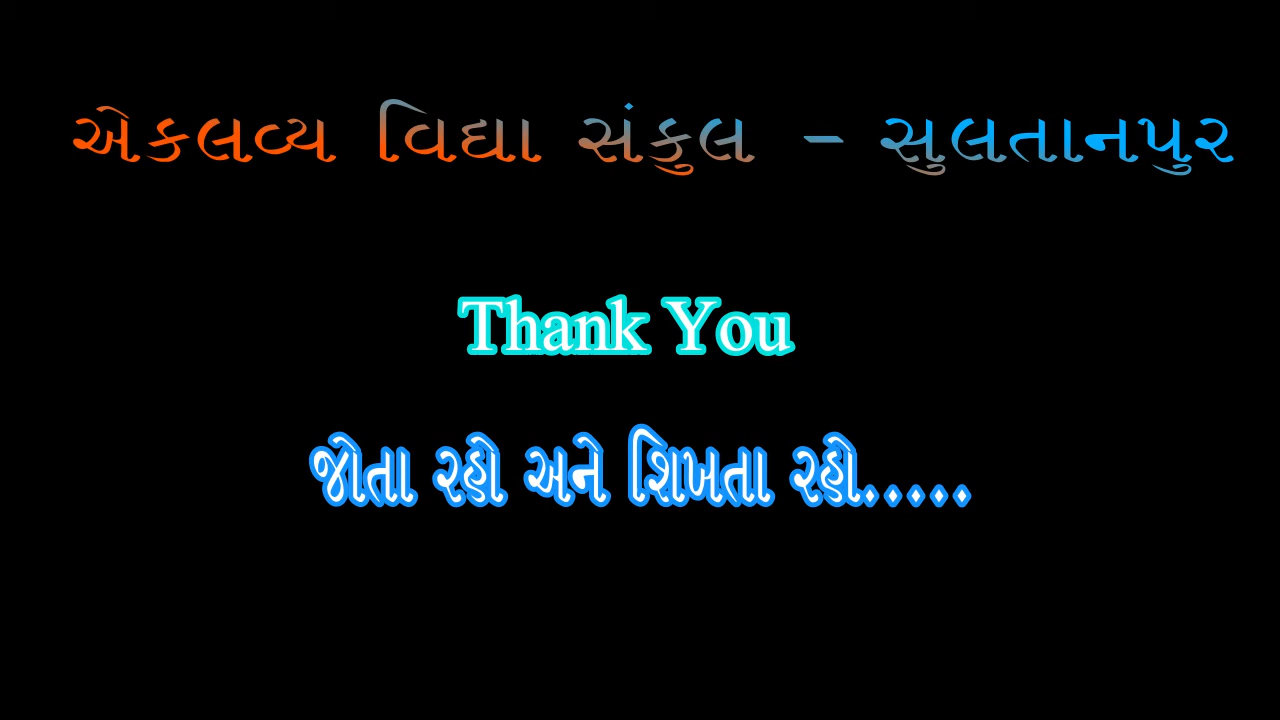 એકલવ્ય વિદ્યા સંકુલ - સુલતાનપુર
Thank You
જોતા રહો અને શિખતા રહો.....